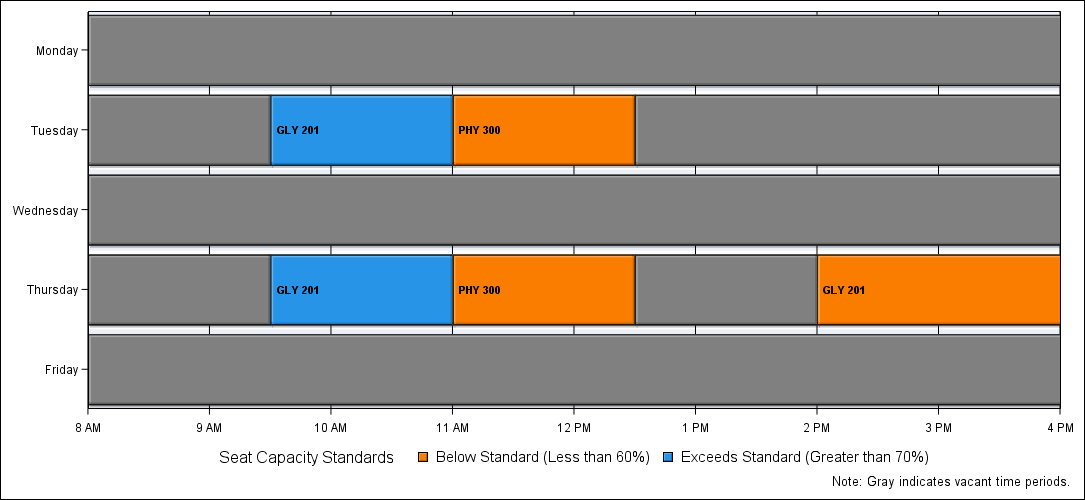 Monday
Tuesday
GLY 201
PHY 300
Wednesday
Thursday
GLY 201
PHY 300
GLY 201
Friday
8 AM
9 AM
10 AM
11 AM
12 PM
1 PM
2 PM
3 PM
4 PM
Seat Capacity Standards
Below Standard (Less than 60%)
Exceeds Standard (Greater than 70%)
Note: Gray indicates vacant time periods.